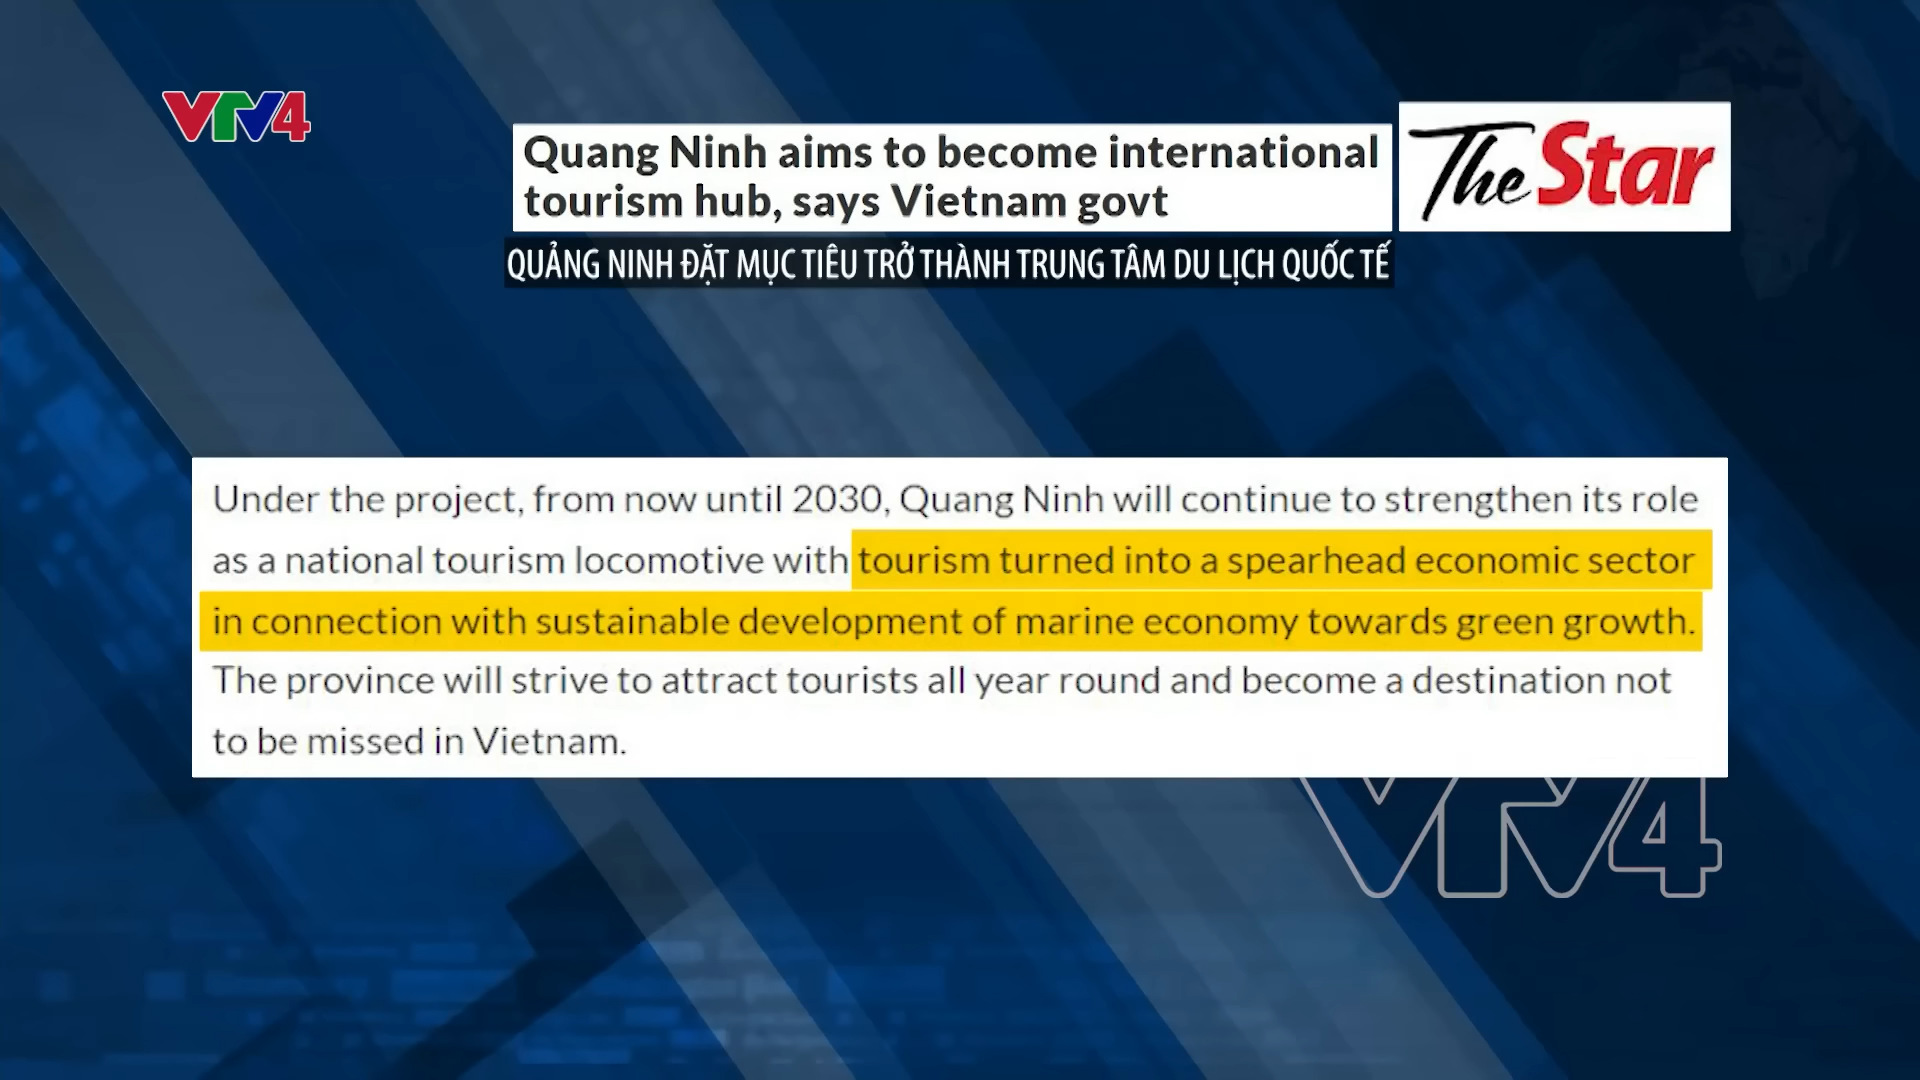 VTV4
Quang Ninh aims to become international
tourism hub, says Vietnam govt
The Star
QUẢNG NINH ĐẶT MỤC TIÊU TRỞ THÀNH TRUNG TÂM DU LỊCH QUỐC TẾ
Under the project, from now until 2030, Quang Ninh will continue to strengthen its role
as a national tourism locomotive with tourism turned into a spearhead economic sector
in connection with sustainable development of marine economy towards green growth.
The province will strive to attract tourists all year round and become a destination not
to be missed in Vietnam.
VTV4